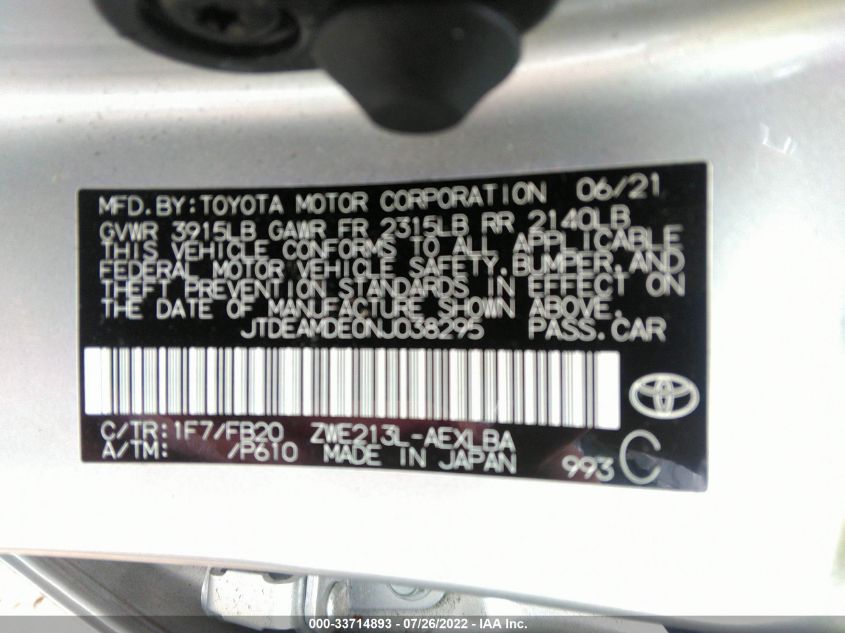 MFD.BY:TOYOTA MOTOR CORPORATION 06/21
GVWR 3915LB GAWR FR 2315LB RR 2140LB
THIS VEHICLE CONFORMS TO ALL APPLICABLE
FEDERAL MOTOR VEHICLE SAFETY,BUMPER,AND
THEFT PREVENTION STANDARDS IN EFFECT ON
THE DATE OF MANUFACTURE SHOWN ABOVE.
JTDEAMDE0NJ038295 PASS.CAR
C/TR:1F7/FB20 ZWE213L-AEXLBA
A/TM: /P610 MADE IN JAPAN 993 C
000-33714893 - 07/26/2022 - IAA Inc.